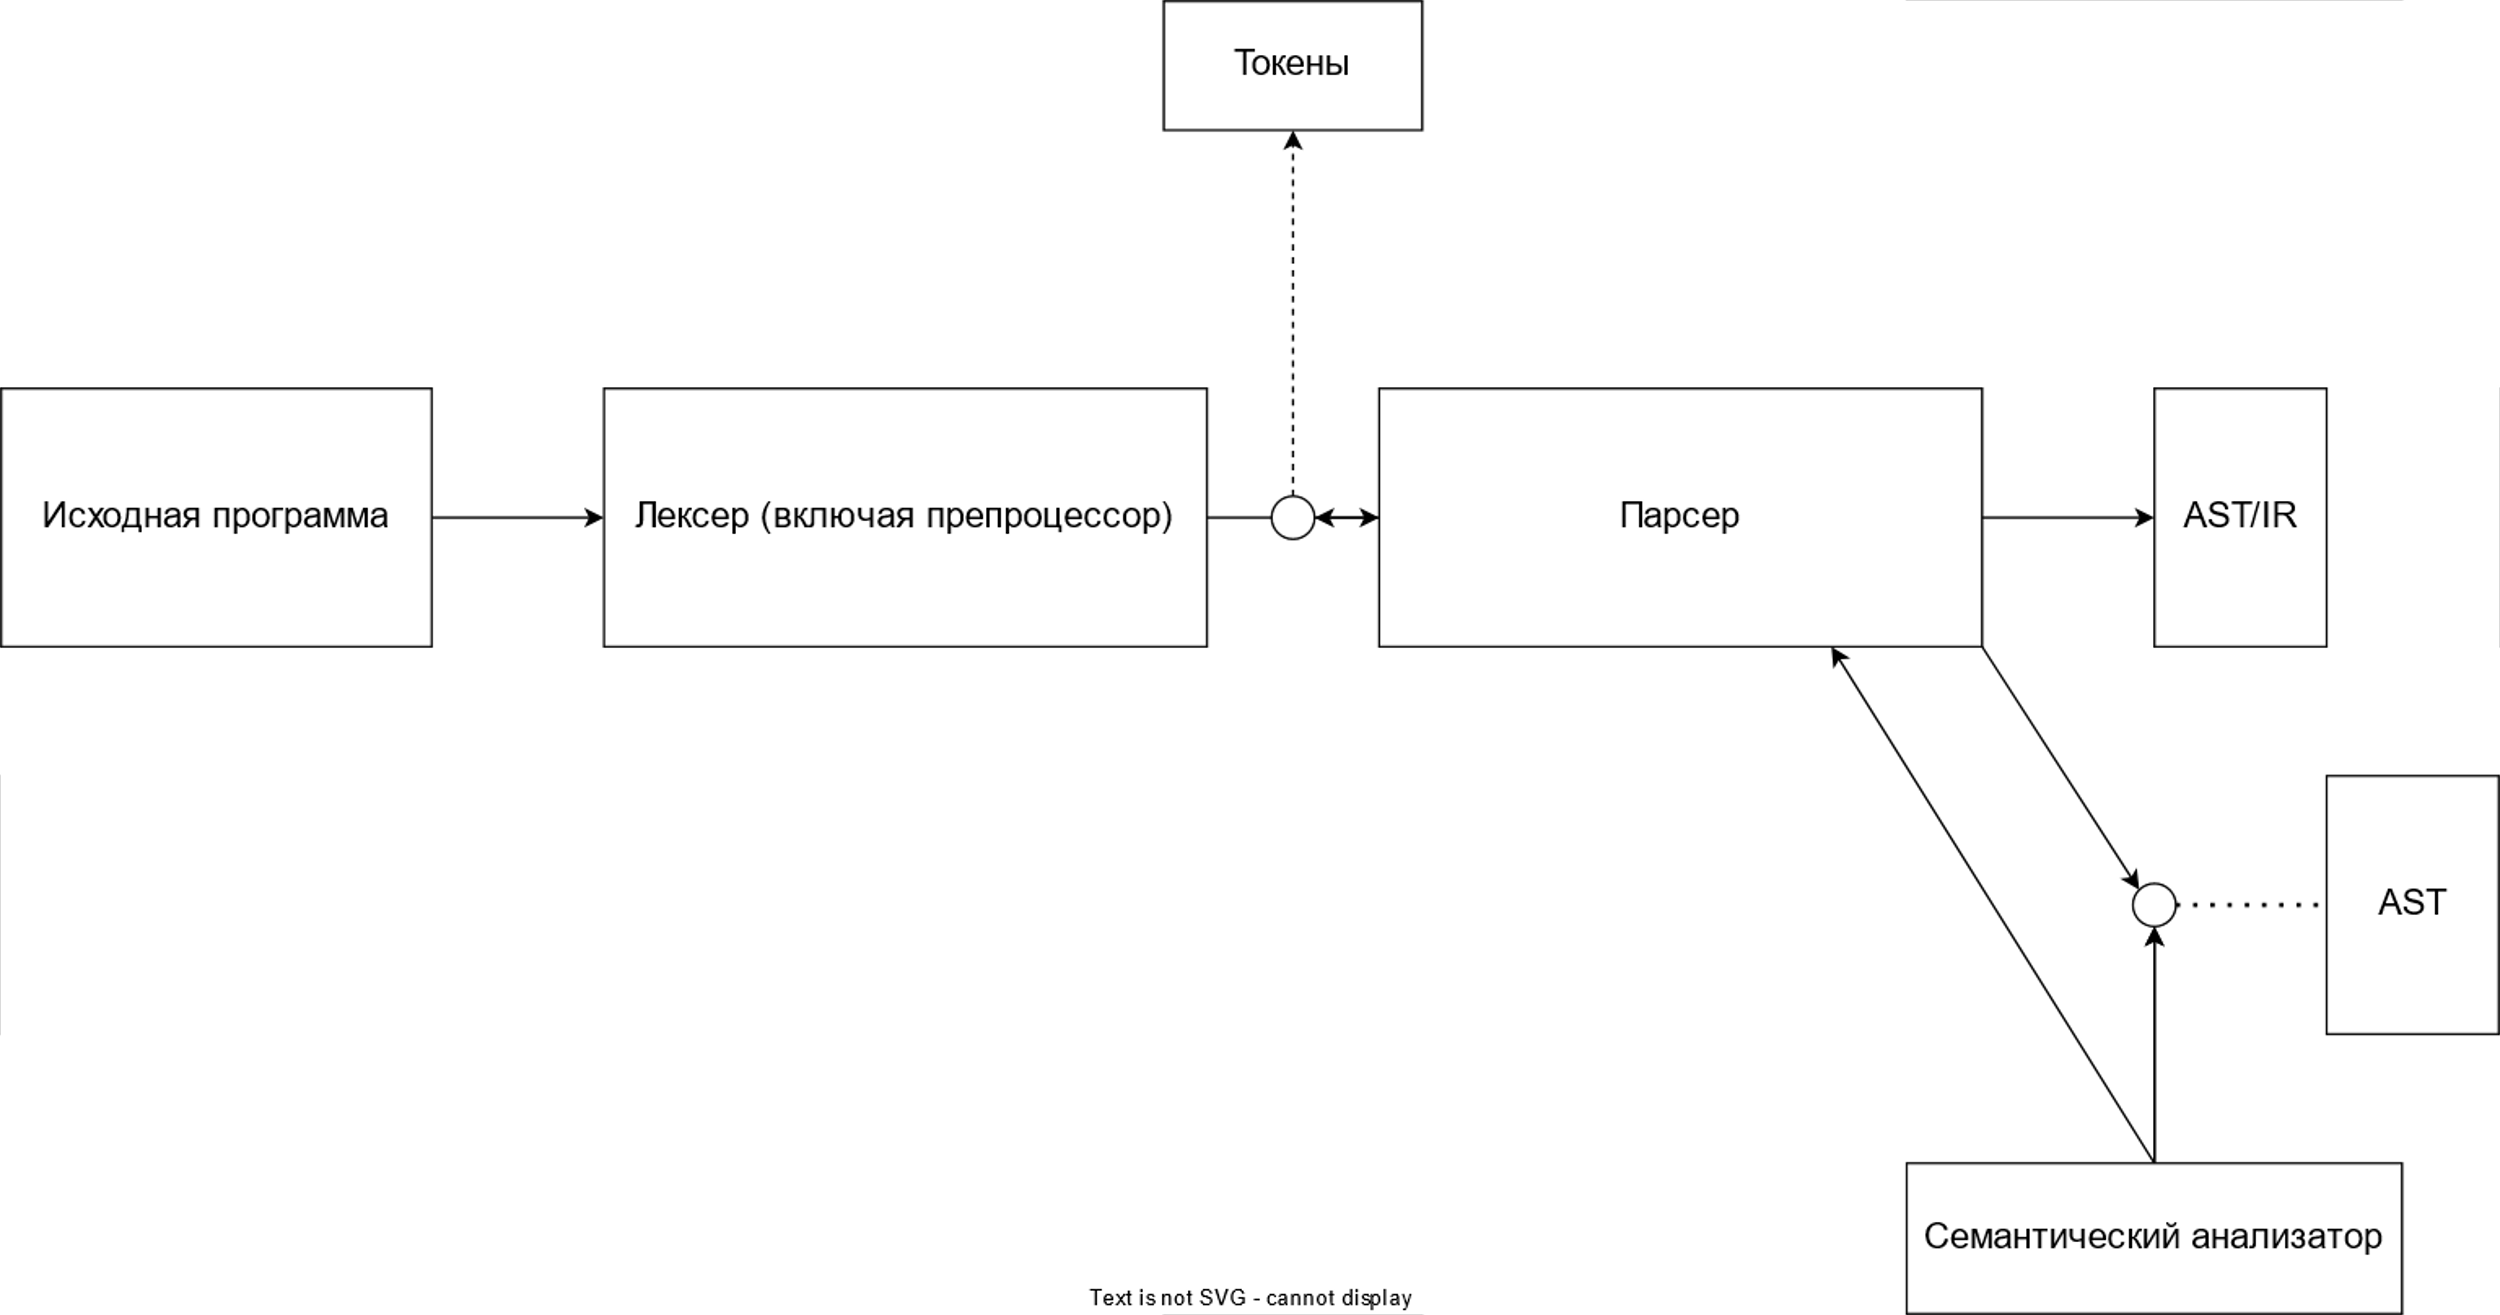 Токены
Исходная программа
Лексер (включая препроцессор)
Парсер
AST/IR
AST
Семантический анализатор
Text is not SVG - cannot display